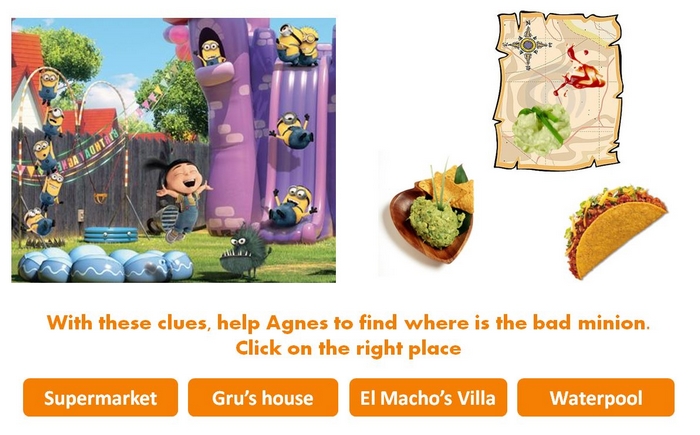 With these clues, help Agnes to find where is the bad minion.
Click on the right place
Supermarket
Gru's house
El Macho's Villa
Waterpool